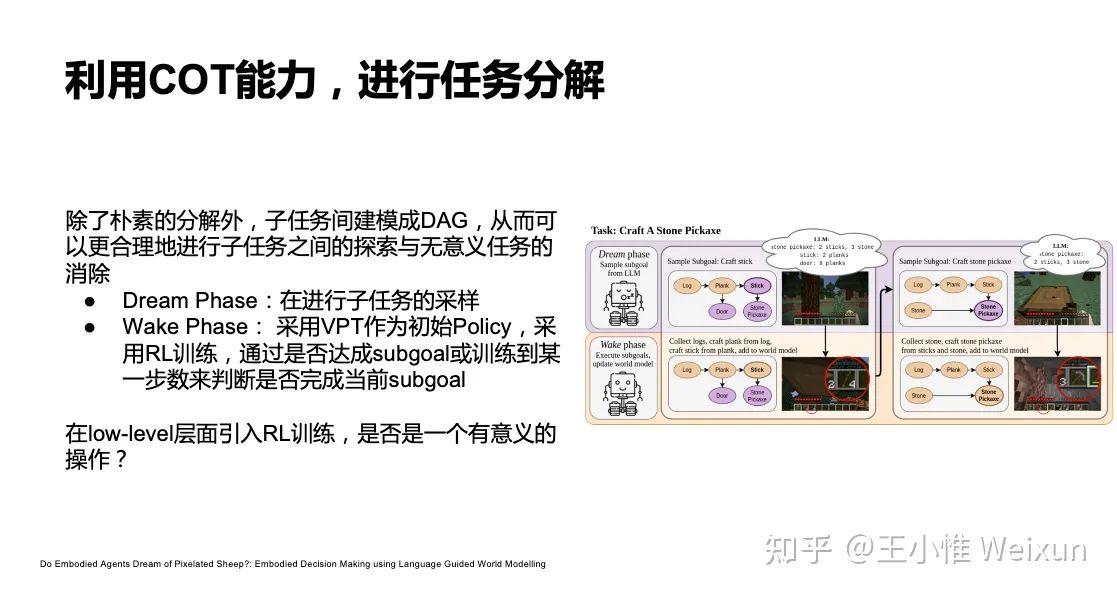 利用COT能力，进行任务分解
除了朴素的分解外，子任务间建模成DAG，从而可
以更合理地进行子任务之间的探索与无意义任务的
消除
● Dream Phase：在进行子任务的采样
● Wake Phase： 采用VPT作为初始Policy，采
用RL训练，通过是否达成subgoal或训练到某
一步数来判断是否完成当前subgoal
在low-level层面引入RL训练，是否是一个有意义的
操作？
Task: Craft A Stone Pickaxe
Dream phase
Sample subgoal
from LLM
Sample Subgoal: Craft stick
LLM:
stone pickaxe: 2 sticks, 3 stone
stick: 2 planks
door: 6 planks
Log
Plank
Stick
Door
Stone
Pickaxe
Sample Subgoal: Craft stone pickaxe
LLM:
stone pickaxe:
2 sticks, 3 stone
Log
Plank
Stick
Stone
Stone
Pickaxe
Wake phase
Execute subgoals,
update world model
Collect logs, craft plank from log,
craft stick from plank, add to world model
Log
Plank
Stick
Door
Stone
Pickaxe
2 4
Collect stone, craft stone pickaxe
from sticks and stone, add to world model
Log
Plank
Stick
Stone
Stone
Pickaxe
3
知乎 @王小惟 Weixun
Do Embodied Agents Dream of Pixelated Sheep?: Embodied Decision Making using Language Guided World Modelling